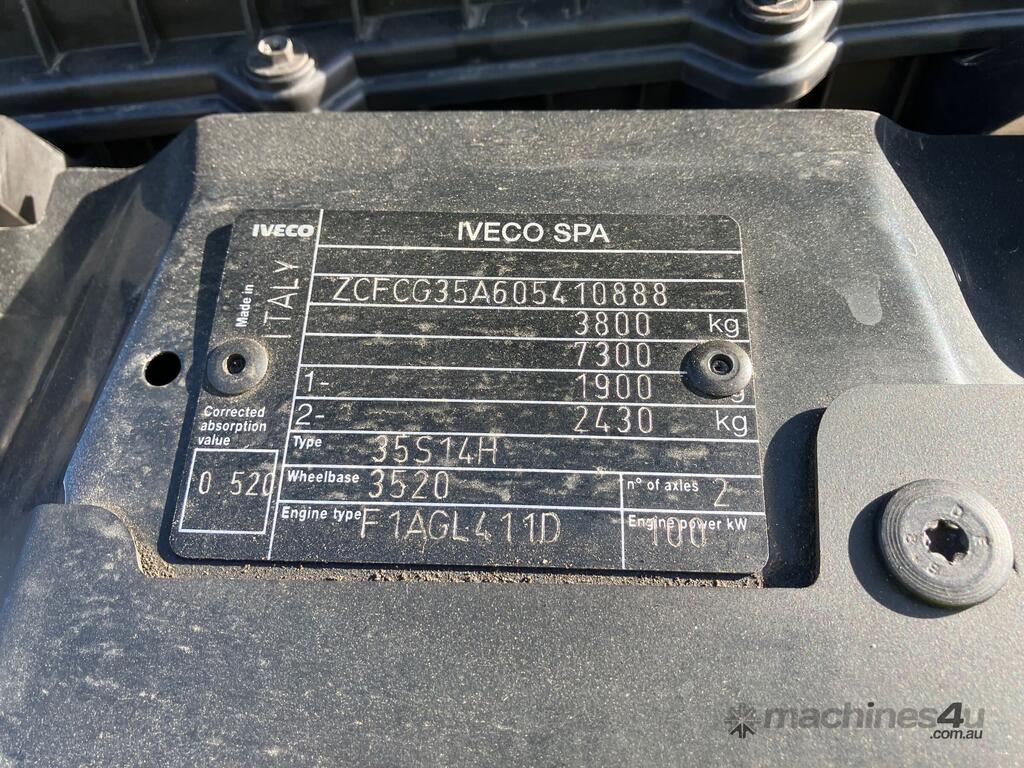 IVECO
IVECO SPA
Made in
ITALY
ZCFCG35A605410888
3800 kg
7300
1- 1900
2- 2430 kg
Corrected
absorption
value
0 520
Type 35S14H
Wheelbase 3520
n° of axles 2
Engine type F1AGL411D
Engine power kW
100
machines4u
.com.au